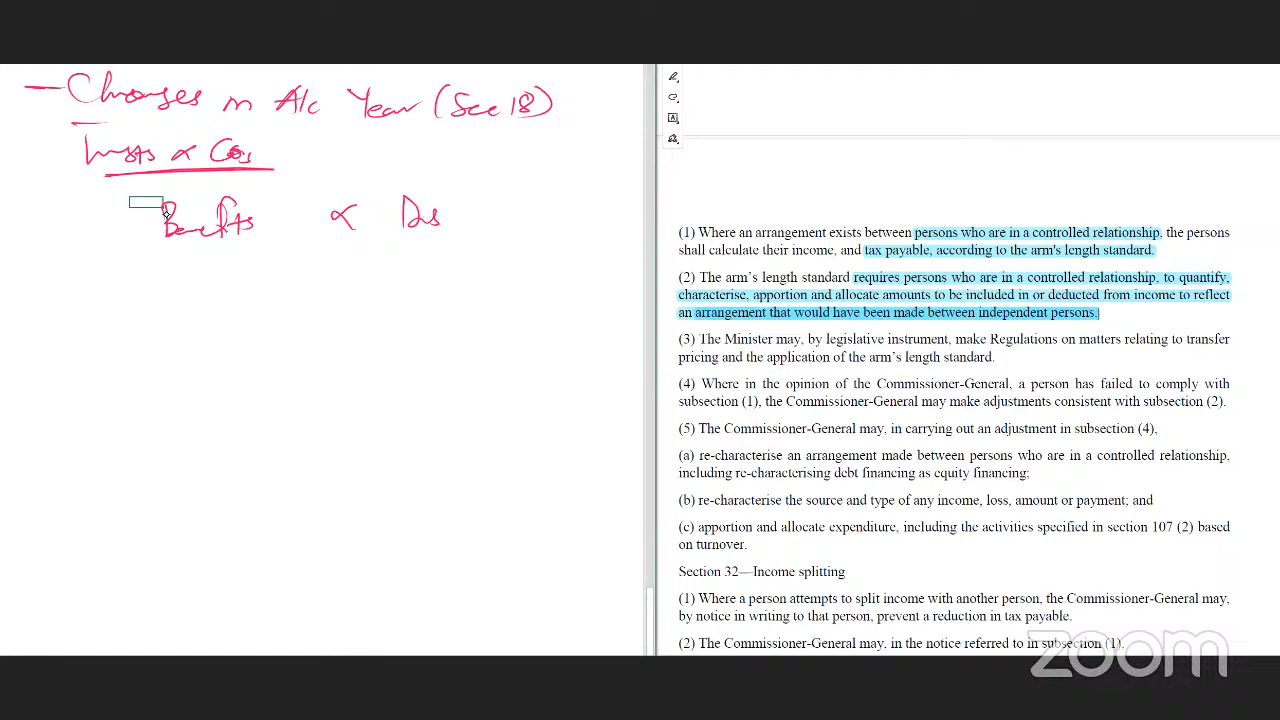 — Changes in A/c Year (Sec 18)
Trusts & Cos
Benefits & Dis
(1) Where an arrangement exists between persons who are in a controlled relationship, the persons
shall calculate their income, and tax payable, according to the arm's length standard.
(2) The arm’s length standard requires persons who are in a controlled relationship, to quantify,
characterise, apportion and allocate amounts to be included in or deducted from income to reflect
an arrangement that would have been made between independent persons.
(3) The Minister may, by legislative instrument, make Regulations on matters relating to transfer
pricing and the application of the arm’s length standard.
(4) Where in the opinion of the Commissioner-General, a person has failed to comply with
subsection (1), the Commissioner-General may make adjustments consistent with subsection (2).
(5) The Commissioner-General may, in carrying out an adjustment in subsection (4),
(a) re-characterise an arrangement made between persons who are in a controlled relationship,
including re-characterising debt financing as equity financing;
(b) re-characterise the source and type of any income, loss, amount or payment; and
(c) apportion and allocate expenditure, including the activities specified in section 107 (2) based
on turnover.
Section 32—Income splitting
(1) Where a person attempts to split income with another person, the Commissioner-General may,
by notice in writing to that person, prevent a reduction in tax payable.
(2) The Commissioner-General may, in the notice referred to in subsection (1),
zoom